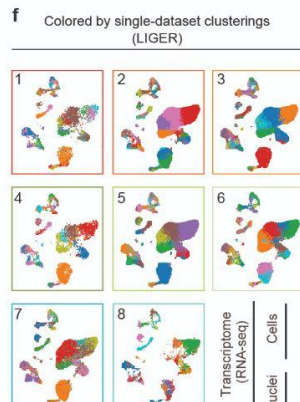 f
Colored by single-dataset clusterings
(LIGER)
1
2
3
4
5
6
7
8
Transcriptome
(RNA-seq)
Cells
uclei